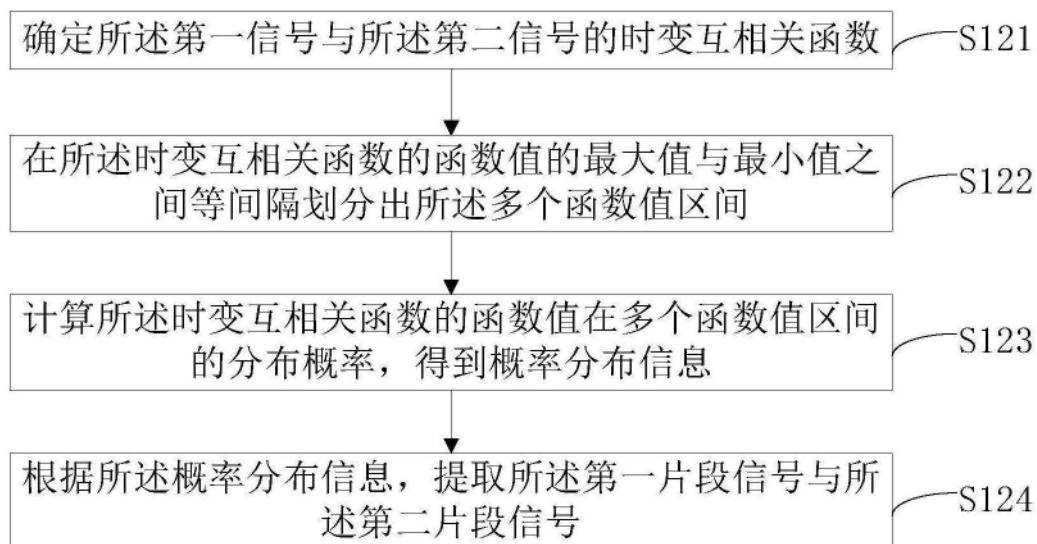 确定所述第一信号与所述第二信号的时变互相关函数
S121
在所述时变互相关函数的函数值的最大值与最小值之
间等间隔划分出所述多个函数值区间
S122
计算所述时变互相关函数的函数值在多个函数值区间
的分布概率，得到概率分布信息
S123
根据所述概率分布信息，提取所述第一片段信号与所
述第二片段信号
S124